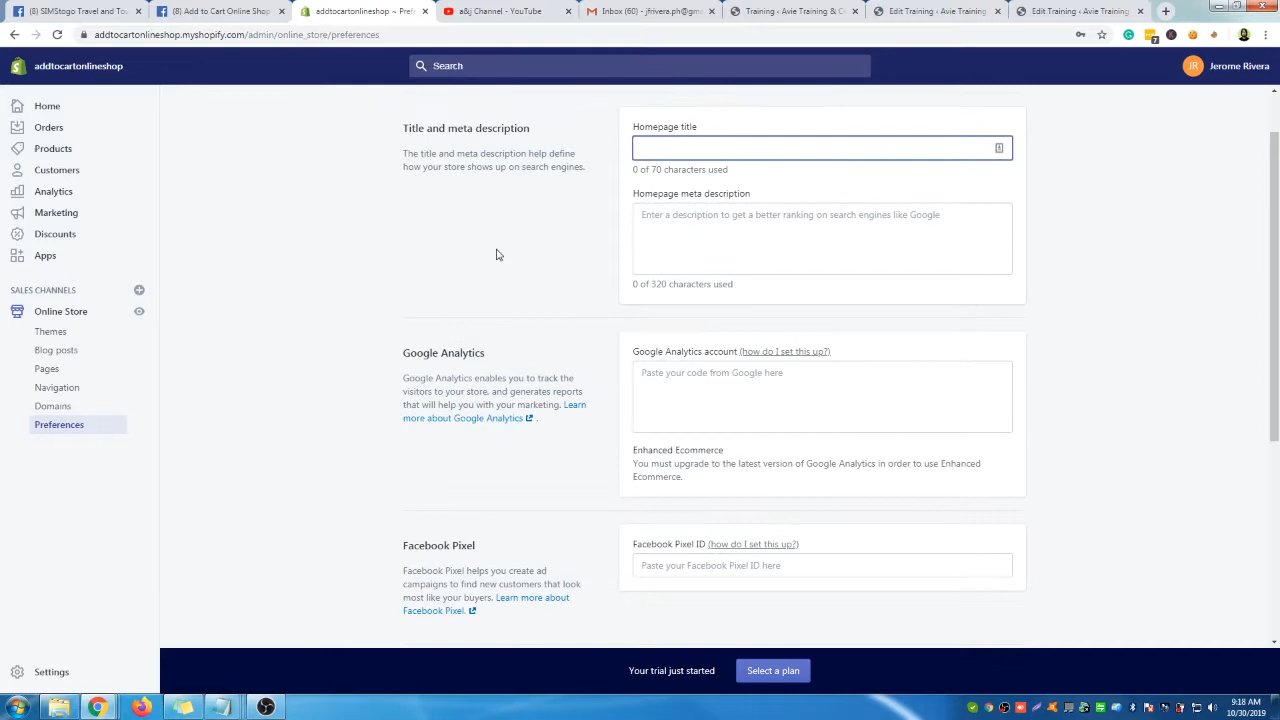 (8) SIMStogo Travel and Tou
(8) Add to Cart Online Shop
addtocartonlineshop ~ Prefe
a&j Channel - YouTube
Inbox (60) - jfrivera.ph@gm
Training ‹ Avie Training & C
Edit Training ‹ Avie Training
Edit Training ‹ Avie Training
addtocartonlineshop.myshopify.com/admin/online_store/preferences
addtocartonlineshop
Search
JR
Jerome Rivera
Home
Orders
Products
Customers
Analytics
Marketing
Discounts
Apps
SALES CHANNELS
Online Store
Themes
Blog posts
Pages
Navigation
Domains
Preferences
Settings
Title and meta description
The title and meta description help define
how your store shows up on search engines.
Homepage title
0 of 70 characters used
Homepage meta description
Enter a description to get a better ranking on search engines like Google
0 of 320 characters used
Google Analytics
Google Analytics enables you to track the
visitors to your store, and generates reports
that will help you with your marketing. Learn
more about Google Analytics .
Google Analytics account (how do I set this up?)
Paste your code from Google here
Enhanced Ecommerce
You must upgrade to the latest version of Google Analytics in order to use Enhanced
Ecommerce.
Facebook Pixel
Facebook Pixel helps you create ad
campaigns to find new customers that look
most like your buyers. Learn more about
Facebook Pixel.
Facebook Pixel ID (how do I set this up?)
Paste your Facebook Pixel ID here
Your trial just started
Select a plan
9:18 AM
10/30/2019